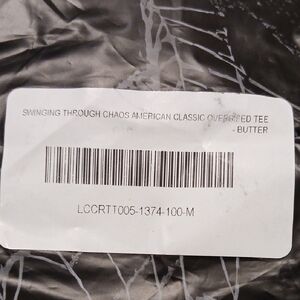 SWINGING THROUGH CHAOS AMERICAN CLASSIC OVERSIZED TEE
- BUTTER
LCCRTT005-1374-100-M